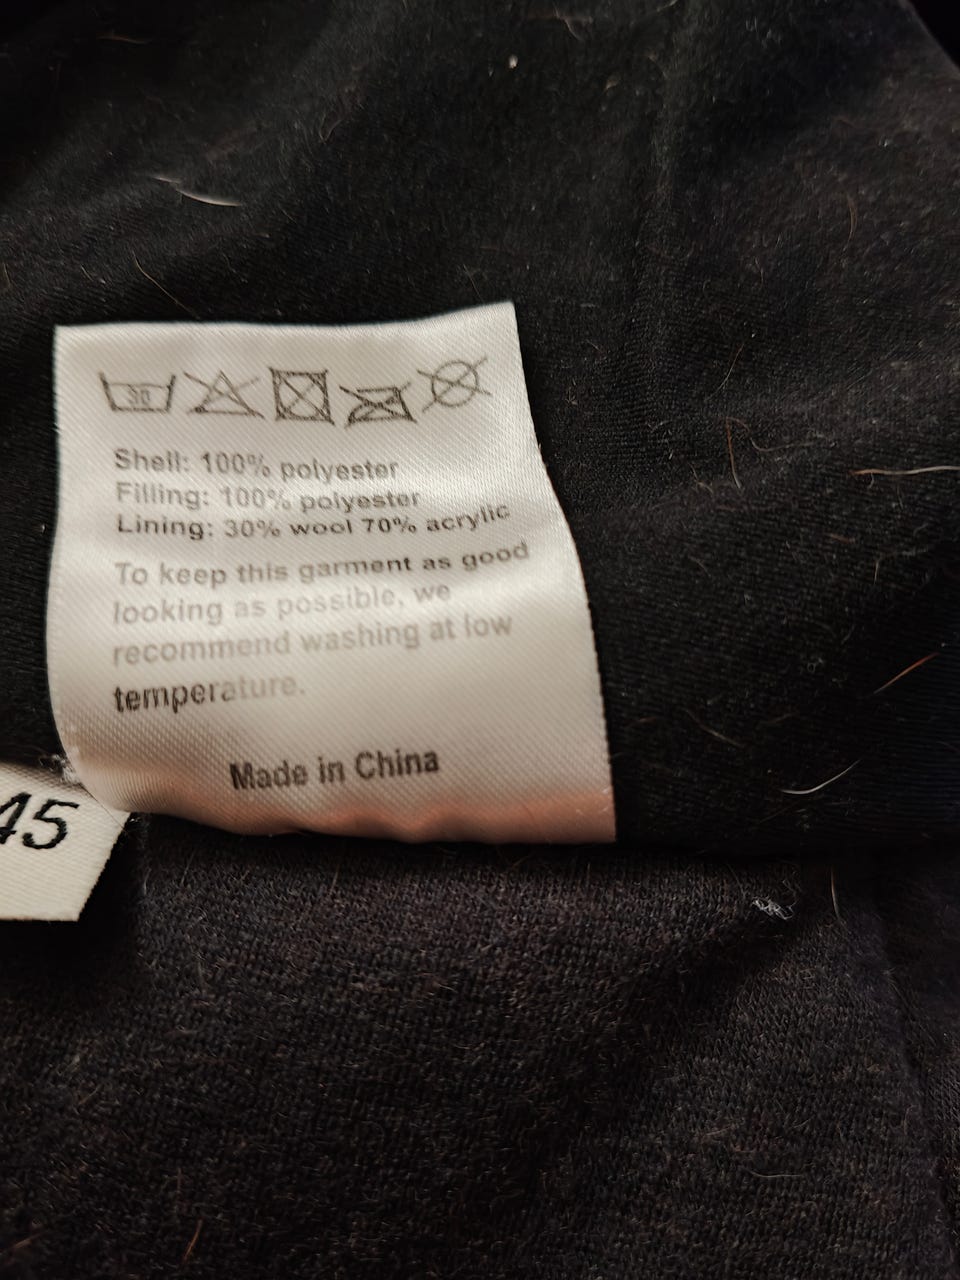 30
Shell: 100% polyester
Filling: 100% polyester
Lining: 30% wool 70% acrylic
To keep this garment as good
looking as possible, we
recommend washing at low
temperature.
Made in China
45